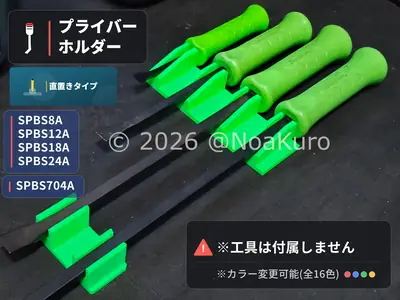 プライバー
ホルダー
直置きタイプ
SPBS8A
SPBS12A
SPBS18A
SPBS24A
SPBS704A
© 2026 @NoaKuro
※工具は付属しません
※カラー変更可能(全16色)